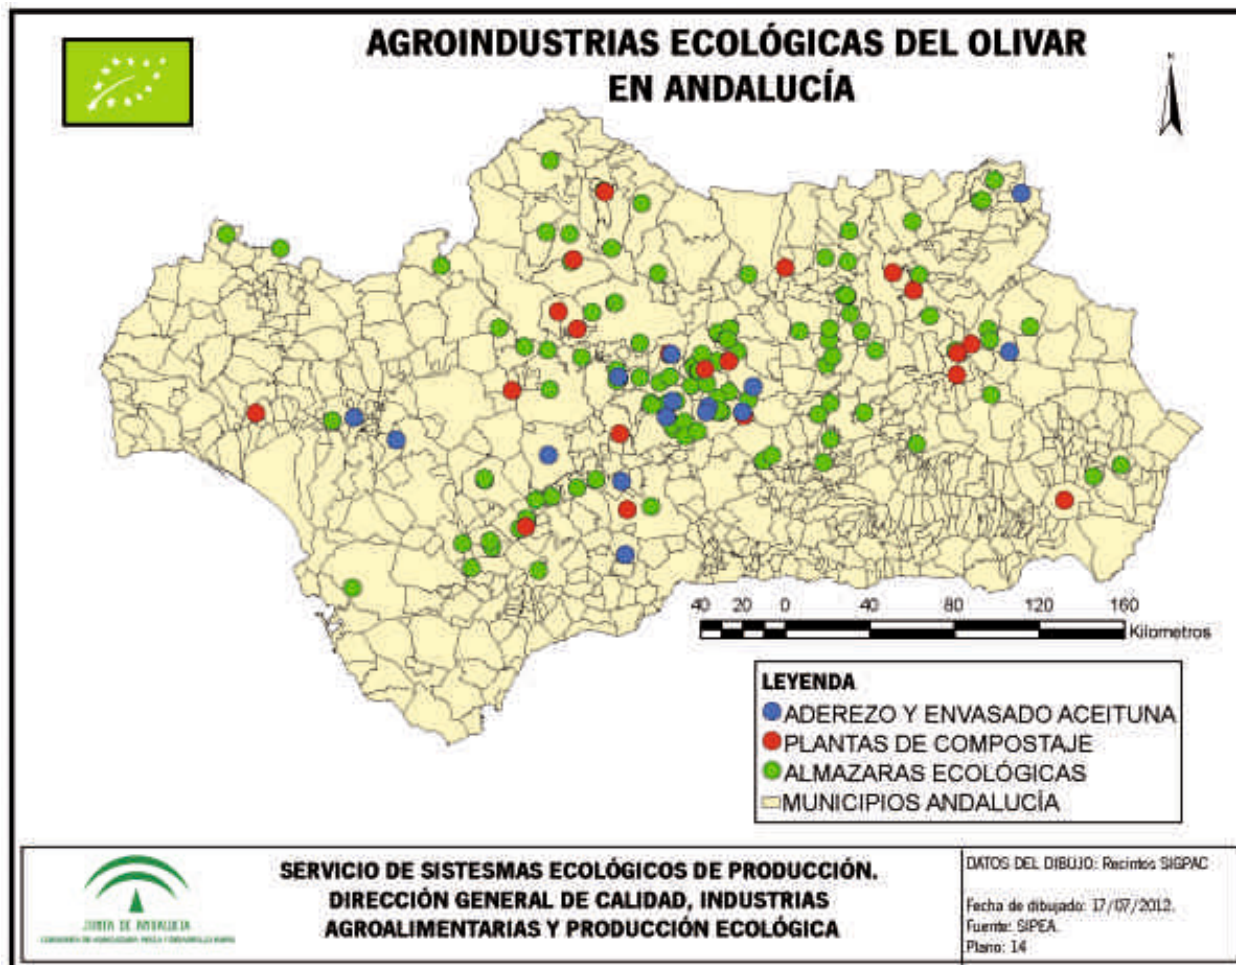 AGROINDUSTRIAS ECOLÓGICAS DEL OLIVAR
EN ANDALUCÍA
N
40 20 0 40 80 120 160
Kilometros
LEYENDA
ADEREZO Y ENVASADO ACEITUNA
PLANTAS DE COMPOSTAJE
ALMAZARAS ECOLÓGICAS
MUNICIPIOS ANDALUCÍA
JUNTA DE ANDALUCIA
SERVICIO DE SISTESMAS ECOLÓGICOS DE PRODUCCIÓN.
DIRECCIÓN GENERAL DE CALIDAD, INDUSTRIAS
AGROALIMENTARIAS Y PRODUCCIÓN ECOLÓGICA
DATOS DEL DIBUJO: Recintos SIGPAC
Fecha de dibujado: 17/07/2012.
Fuente: SIPEA.
Plano: 14